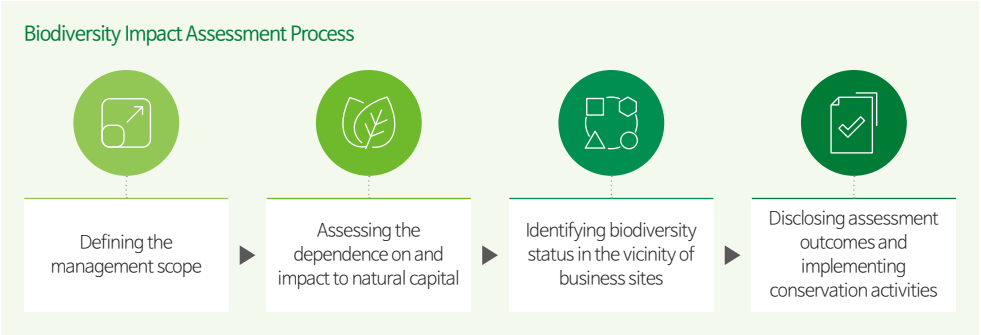 Biodiversity Impact Assessment Process
Defining the
management scope
Assessing the
dependence on and
impact to natural capital
Identifying biodiversity
status in the vicinity of
business sites
Disclosing assessment
outcomes and
implementing
conservation activities